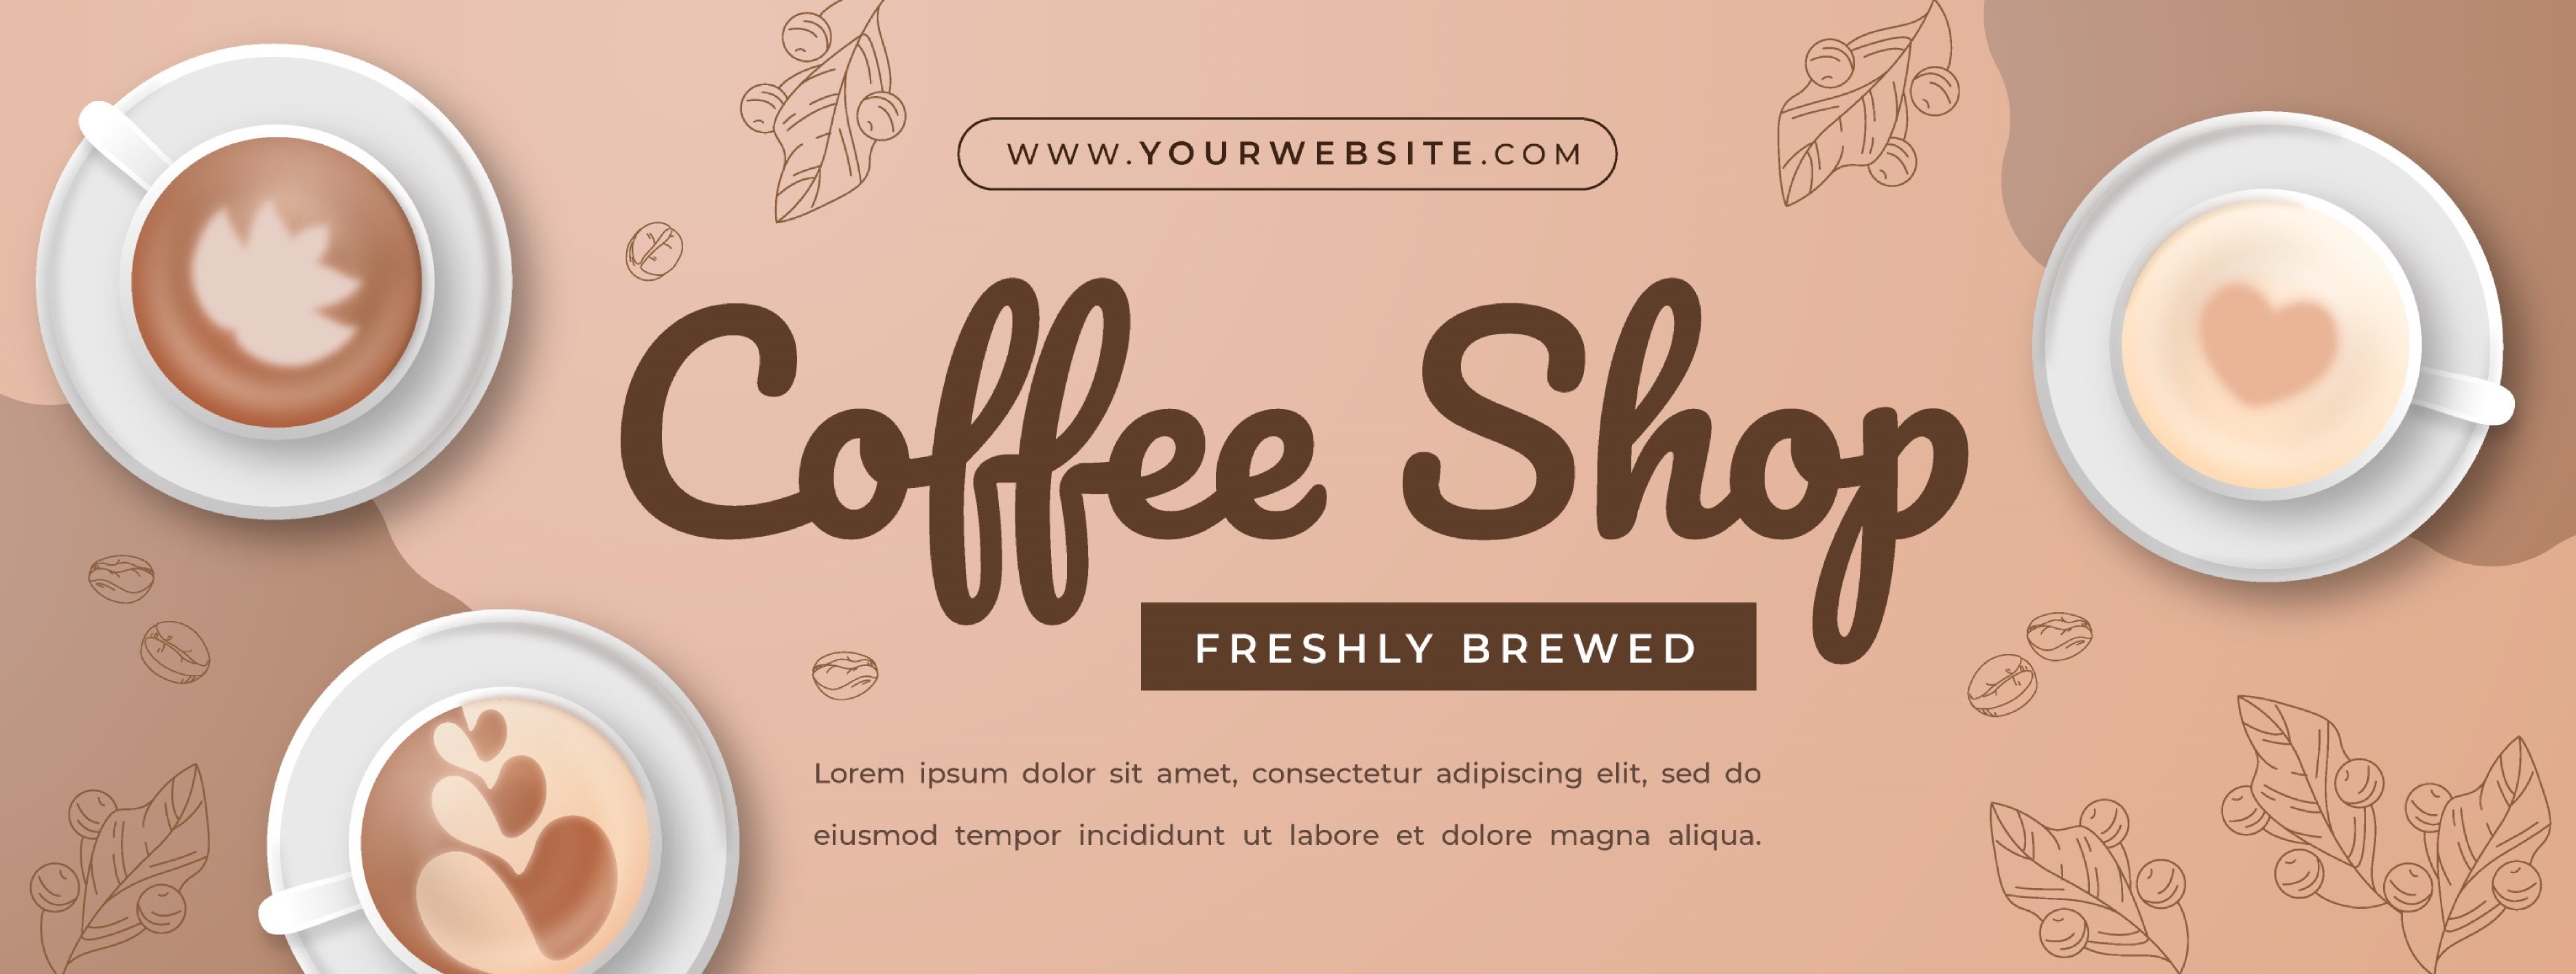 WWW.YOURWEBSITE.COM
Coffee Shop
FRESHLY BREWED
Lorem ipsum dolor sit amet, consectetur adipiscing elit, sed do
eiusmod tempor incididunt ut labore et dolore magna aliqua.